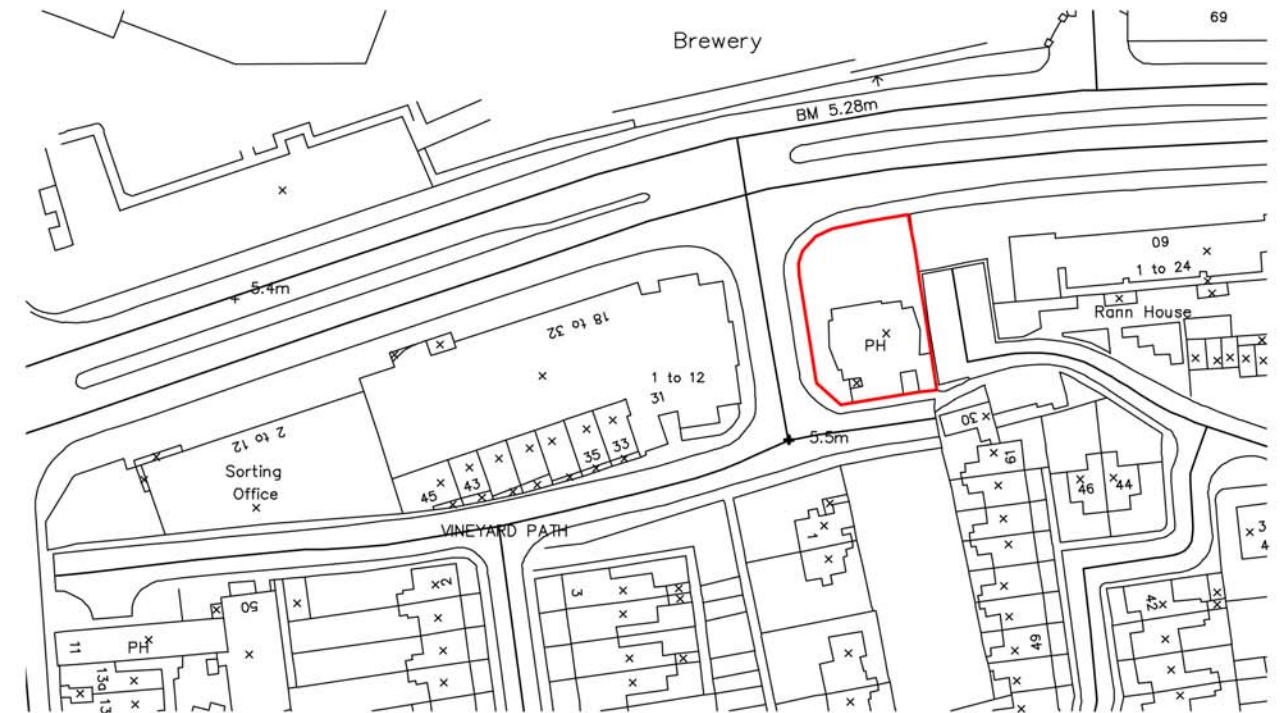 69
Brewery
BM 5.28m
5.4m
09
1 to 24
Rann House
18 to 32
PH
1 to 12
31
30
5.5m
35
33
2 to 12
Sorting
Office
45
43
61
46
44
VINEYARD PATH
1
3
4
2
3
50
42
49
11
PH
13a
13